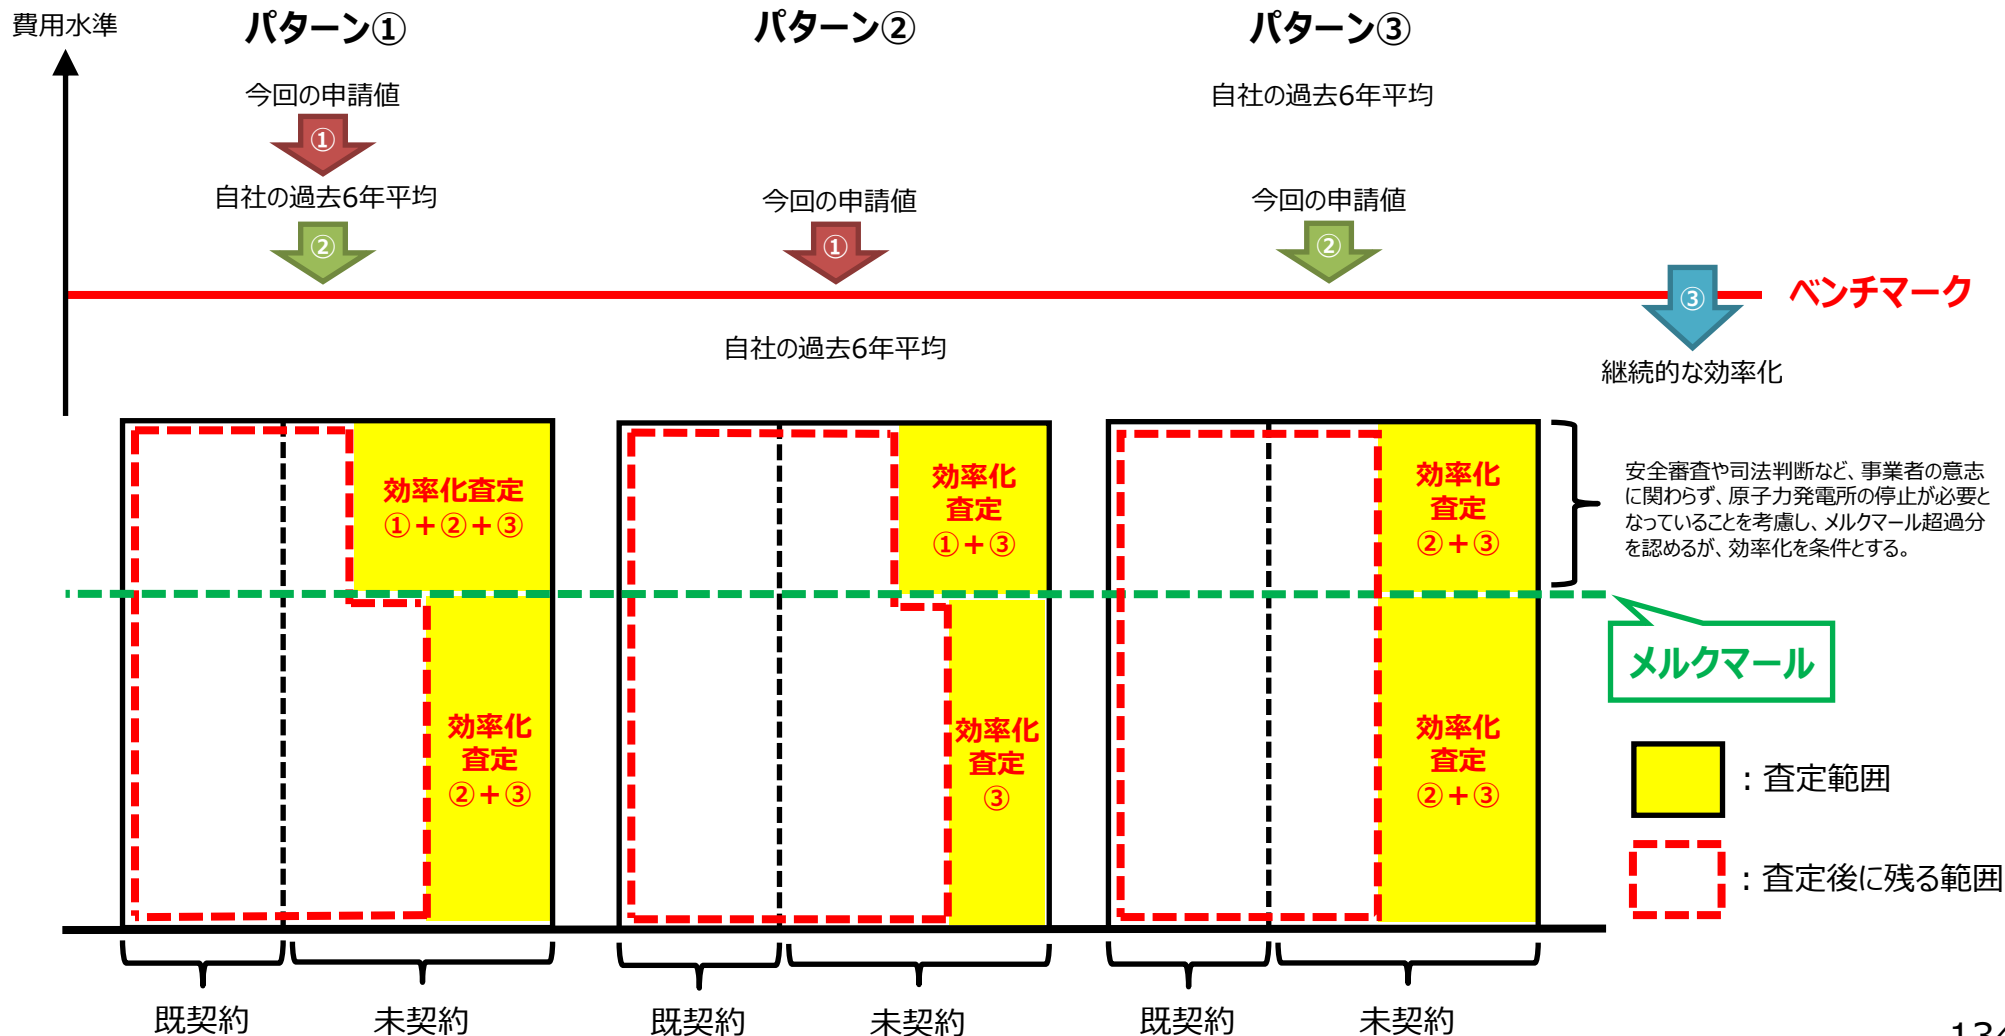 費用水準
パターン①
パターン②
パターン③
今回の申請値
①
自社の過去6年平均
②
今回の申請値
①
自社の過去6年平均
自社の過去6年平均
今回の申請値
②
③
ベンチマーク
継続的な効率化
効率化査定
①+②+③
効率化
査定
②+③
効率化
査定
①+③
効率化
査定
③
効率化
査定
②+③
効率化
査定
②+③
安全審査や司法判断など、事業者の意志
に関わらず、原子力発電所の停止が必要と
なっていることを考慮し、メルクマール超過分
を認めるが、効率化を条件とする。
メルクマール
：査定範囲
：査定後に残る範囲
既契約
未契約
既契約
未契約
既契約
未契約